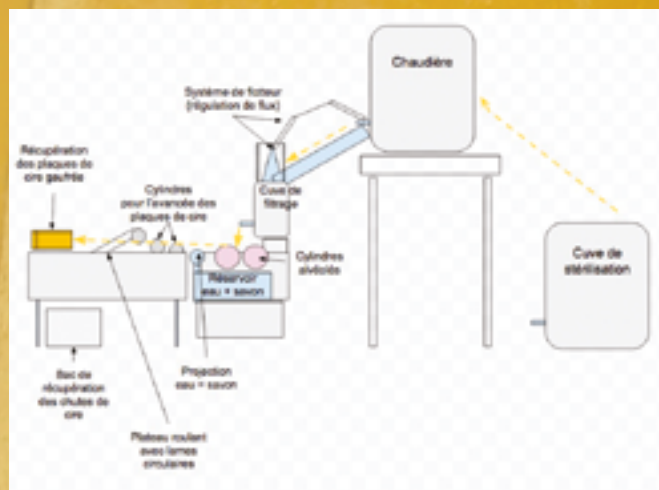 Chaudière
Système de flotteur
(régulation de flux)
Récupération
des plaques de
cire gaufrée
Cylindres
pour l'avancée des
plaques de cire
Cuve de
filtrage
Cylindres
alvéolés
Cuve de
stérilisation
Réservoir
eau + savon
Projection
eau + savon
Bac de
récupération
des chutes de
cire
Plateau roulant
avec lames
circulaires